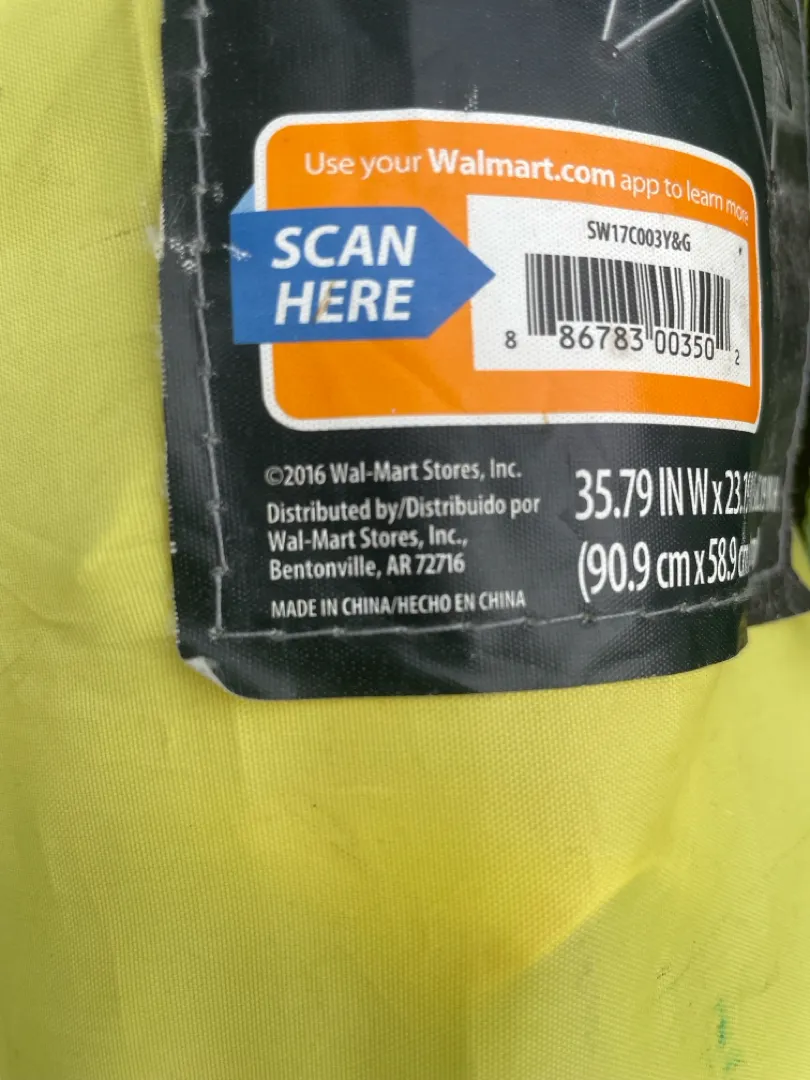 Use your Walmart.com app to learn more
SCAN
HERE
SW17C003Y&G
8 86783 00350 2
©2016 Wal-Mart Stores, Inc.
Distributed by/Distribuido por
Wal-Mart Stores, Inc.,
Bentonville, AR 72716
MADE IN CHINA/HECHO EN CHINA
35.79 IN W x
(90.9 cm x 58.9